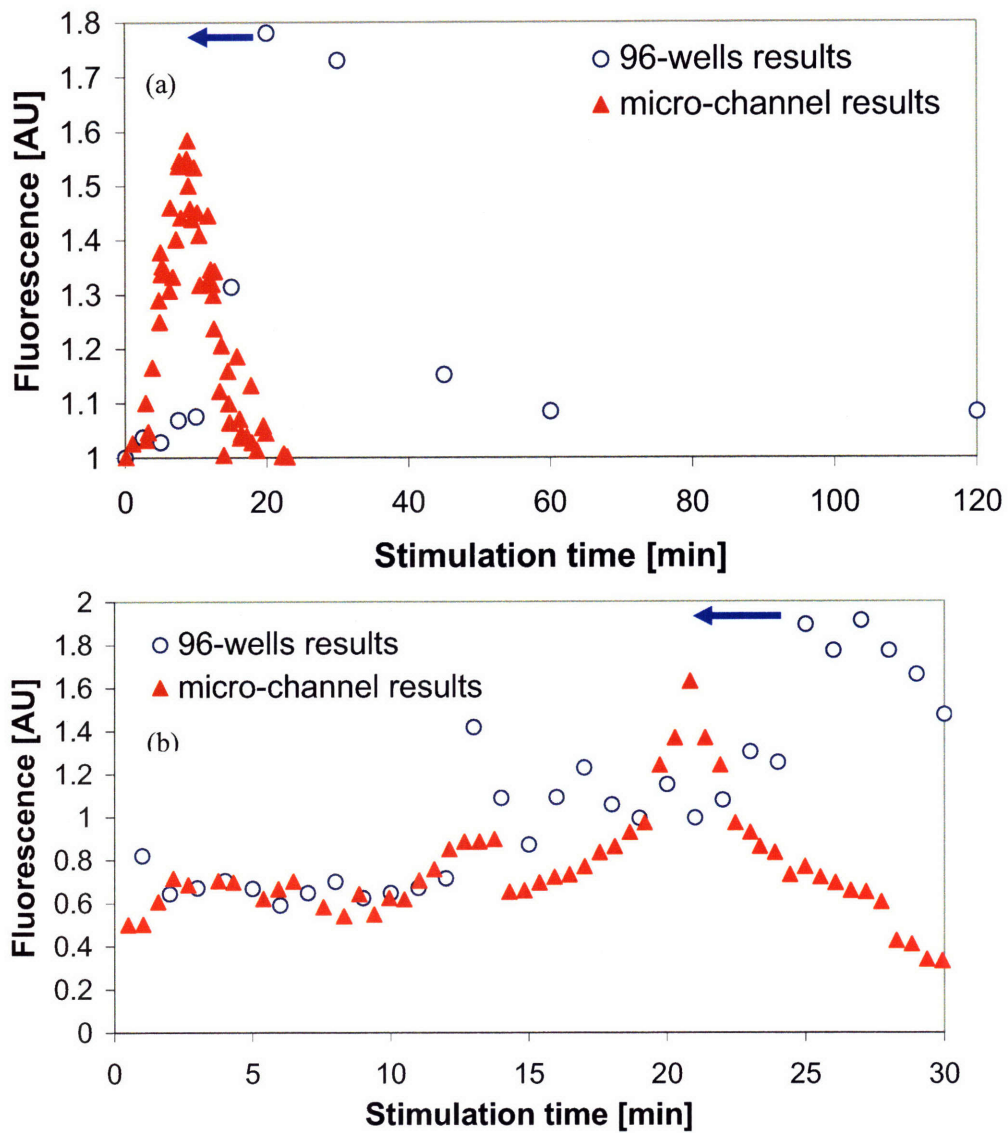 1.8
1.7
1.6
1.5
1.4
1.3
1.2
1.1
1
Fluorescence [AU]
(a)
96-wells results
micro-channel results
0 20 40 60 80 100 120
Stimulation time [min]
2
1.8
1.6
1.4
1.2
1
0.8
0.6
0.4
0.2
0
Fluorescence [AU]
96-wells results
micro-channel results
(b)
0 5 10 15 20 25 30
Stimulation time [min]